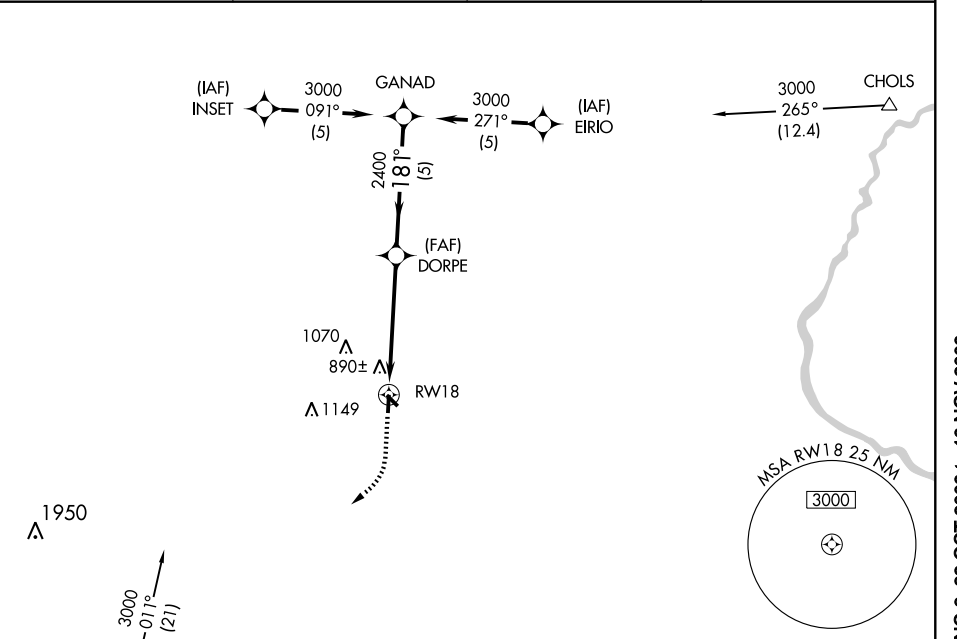 (IAF)
INSET
3000
091°
(5)
GANAD
3000
271°
(5)
(IAF)
EIRIO
3000
265°
(12.4)
CHOLS
2400
181°
(5)
(FAF)
DORPE
1070
890±
1149
RW18
MSA RW18 25 NM
3000
1950
3000
011°
(21)